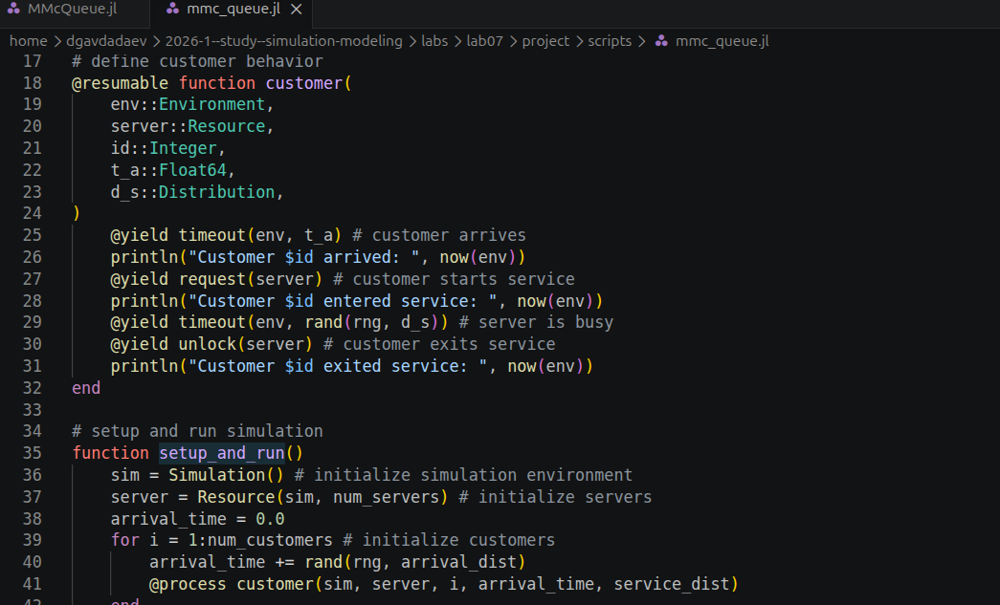 MMcQueue.jl
mmc_queue.jl
home > dgavdadaev > 2026-1--study--simulation-modeling > labs > lab07 > project > scripts > mmc_queue.jl
17 # define customer behavior
18 @resumable function customer(
19     env::Environment,
20     server::Resource,
21     id::Integer,
22     t_a::Float64,
23     d_s::Distribution,
24 )
25     @yield timeout(env, t_a) # customer arrives
26     println("Customer $id arrived: ", now(env))
27     @yield request(server) # customer starts service
28     println("Customer $id entered service: ", now(env))
29     @yield timeout(env, rand(rng, d_s)) # server is busy
30     @yield unlock(server) # customer exits service
31     println("Customer $id exited service: ", now(env))
32 end
33
34 # setup and run simulation
35 function setup_and_run()
36     sim = Simulation() # initialize simulation environment
37     server = Resource(sim, num_servers) # initialize servers
38     arrival_time = 0.0
39     for i = 1:num_customers # initialize customers
40         arrival_time += rand(rng, arrival_dist)
41         @process customer(sim, server, i, arrival_time, service_dist)
42     end